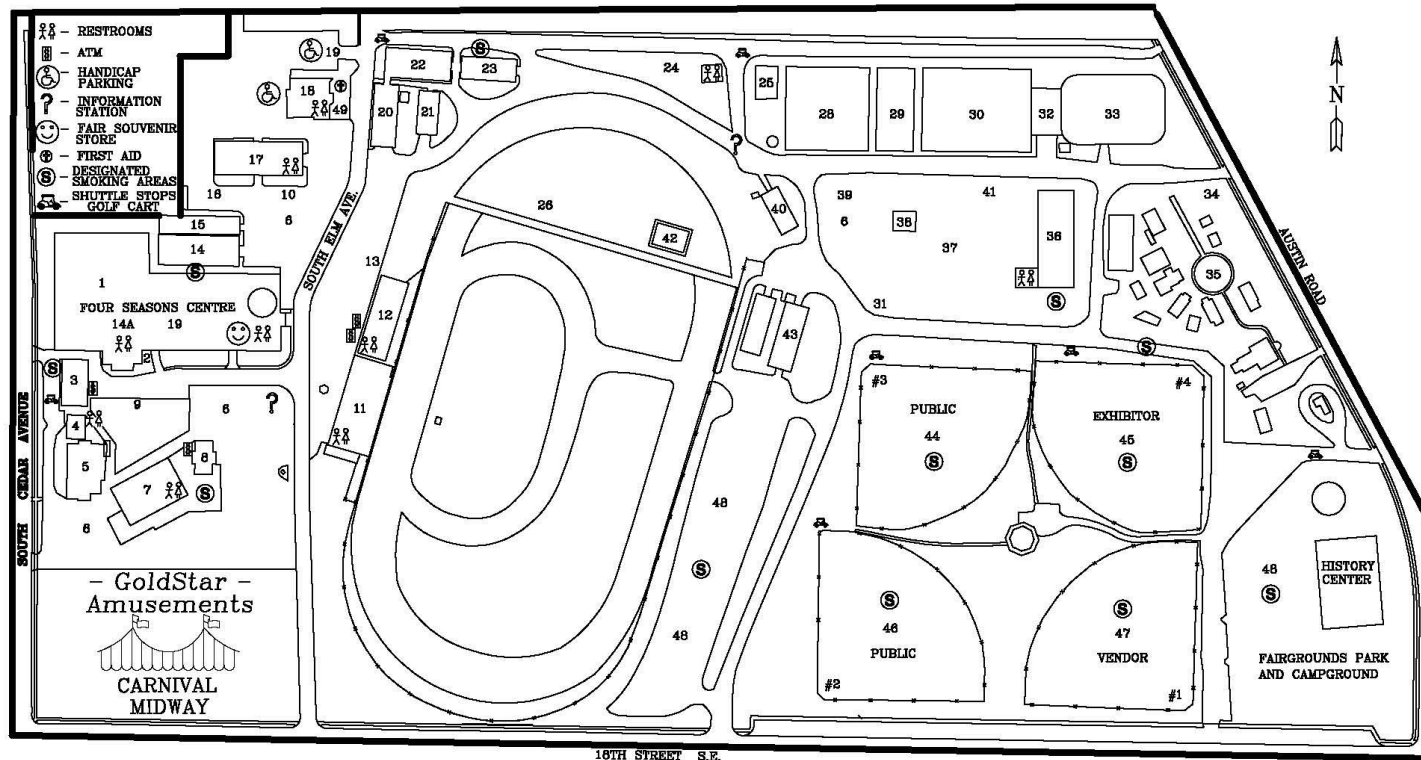 - RESTROOMS
- ATM
- HANDICAP
PARKING
- INFORMATION
STATION
- FAIR SOUVENIR
STORE
- FIRST AID
S - DESIGNATED
SMOKING AREAS
- SHUTTLE STOPS
GOLF CART
19
18
49
17
16
10
6
15
14
S
1
FOUR SEASONS CENTRE
14A
19
2
S
3
4
5
9
6
?
7
8
S
6
SOUTH CEDAR AVENUE
- GoldStar -
Amusements
CARNIVAL
MIDWAY
SOUTH ELM AVE.
22
S
23
20
21
24
?
25
28
29
30
32
33
N
26
42
13
12
11
40
39
6
38
37
41
36
S
31
43
34
35
AUSTIN ROAD
S
#3
PUBLIC
44
S
#4
EXHIBITOR
45
S
48
S
48
S
46
PUBLIC
#2
S
47
VENDOR
#1
48
S
HISTORY
CENTER
FAIRGROUNDS PARK
AND CAMPGROUND
18TH STREET S.E.